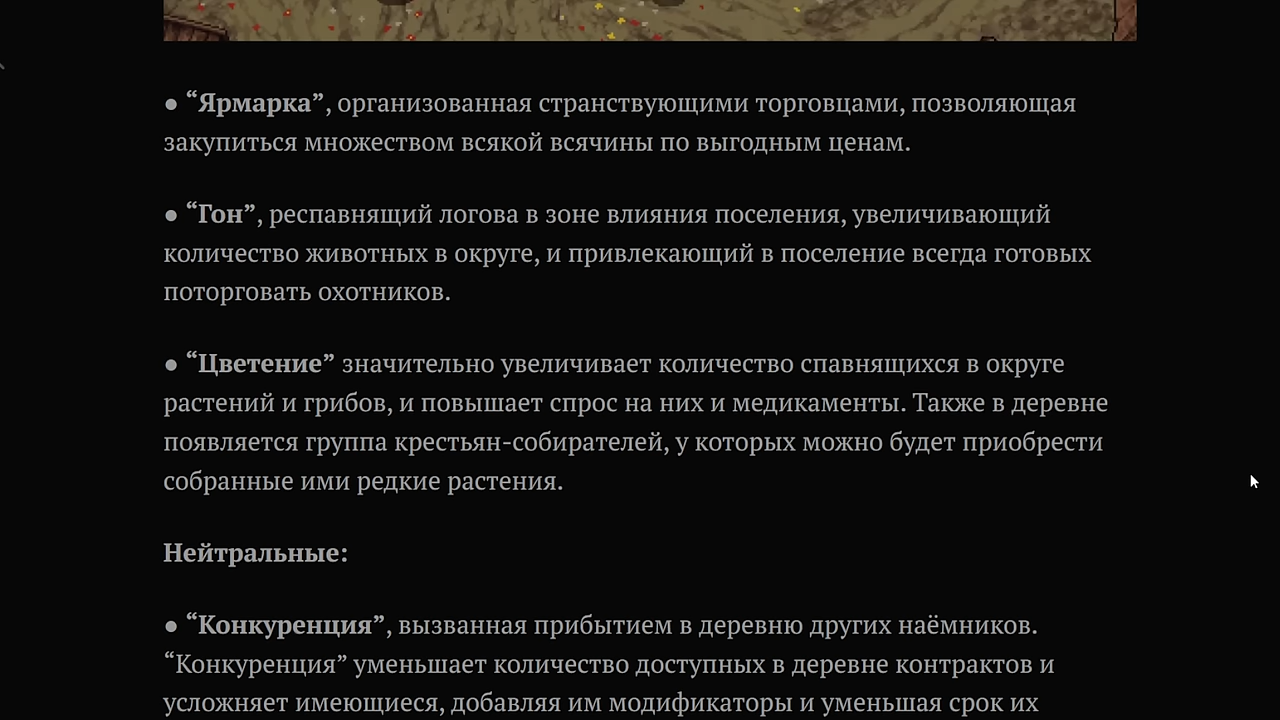 ● “Ярмарка”, организованная странствующими торговцами, позволяющая
закупиться множеством всякой всячины по выгодным ценам.
● “Гон”, респавнящий логова в зоне влияния поселения, увеличивающий
количество животных в округе, и привлекающий в поселение всегда готовых
поторговать охотников.
● “Цветение” значительно увеличивает количество спавнящихся в округе
растений и грибов, и повышает спрос на них и медикаменты. Также в деревне
появляется группа крестьян-собирателей, у которых можно будет приобрести
собранные ими редкие растения.
Нейтральные:
● “Конкуренция”, вызванная прибытием в деревню других наёмников.
“Конкуренция” уменьшает количество доступных в деревне контрактов и
усложняет имеющиеся, добавляя им модификаторы и уменьшая срок их